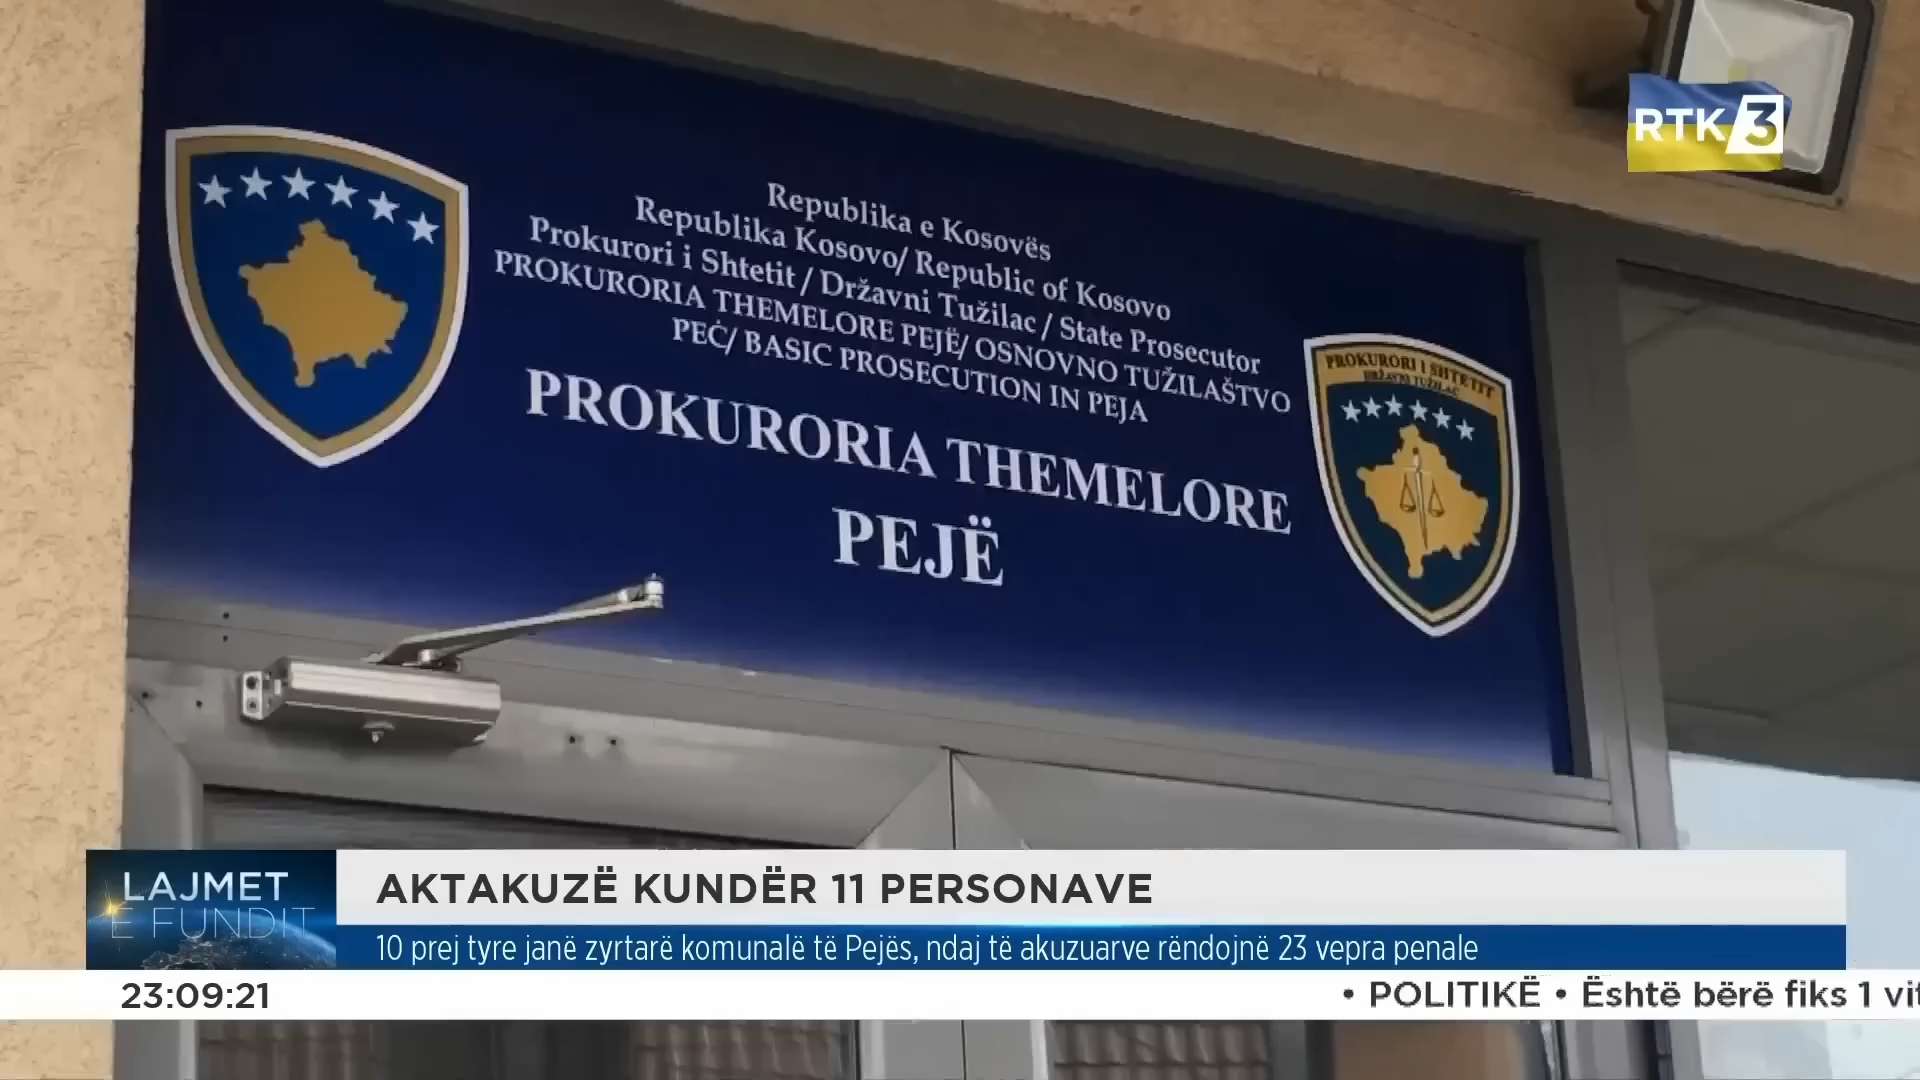 RTK 3
Republika e Kosovës
Republika Kosovo/ Republic of Kosovo
Prokurori i Shtetit / Državni Tužilac / State Prosecutor
PROKURORIA THEMELORE PEJË/ OSNOVNO TUŽILAŠTVO
PEĆ/ BASIC PROSECUTION IN PEJA
PROKURORIA THEMELORE
PEJË
PROKURORI I SHTETIT
DRŽAVNI TUŽILAC
LAJMET
E FUNDIT
AKTAKUZË KUNDËR 11 PERSONAVE
10 prej tyre janë zyrtarë komunalë të Pejës, ndaj të akuzuarve rëndojnë 23 vepra penale
23:09:21
• POLITIKË • Është bërë fiks 1 vit